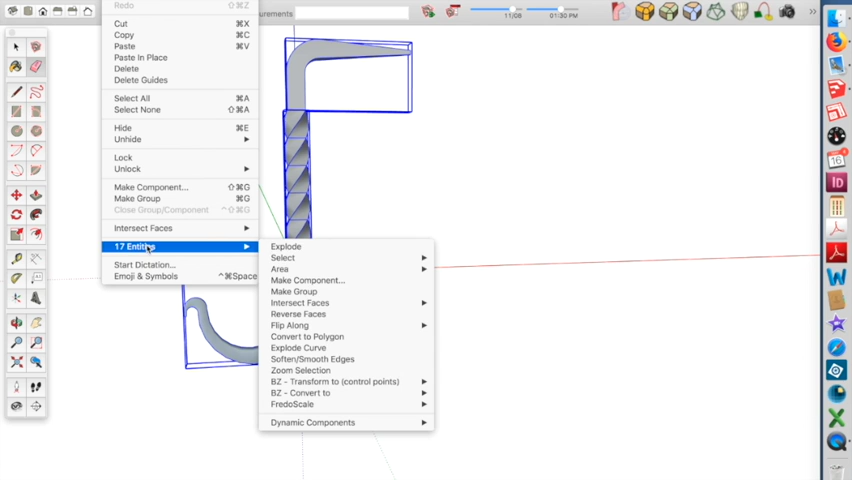 Redo ⇧⌘Z
surements
11/08 01:30 PM
Cut ⌘X
Copy ⌘C
Paste ⌘V
Paste In Place
Delete
Delete Guides
Select All ⌘A
Select None ⇧⌘A
Hide ⌘E
Unhide
Lock
Unlock
Make Component... ⇧⌘G
Make Group ⌘G
Close Group/Component ^⇧⌘G
Intersect Faces
17 Entities
Start Dictation...
Emoji & Symbols ^⌘Space
Explode
Select
Area
Make Component...
Make Group
Intersect Faces
Reverse Faces
Flip Along
Convert to Polygon
Explode Curve
Soften/Smooth Edges
Zoom Selection
BZ - Transform to (control points)
BZ - Convert to
FredoScale
Dynamic Components
16
Id
W
X